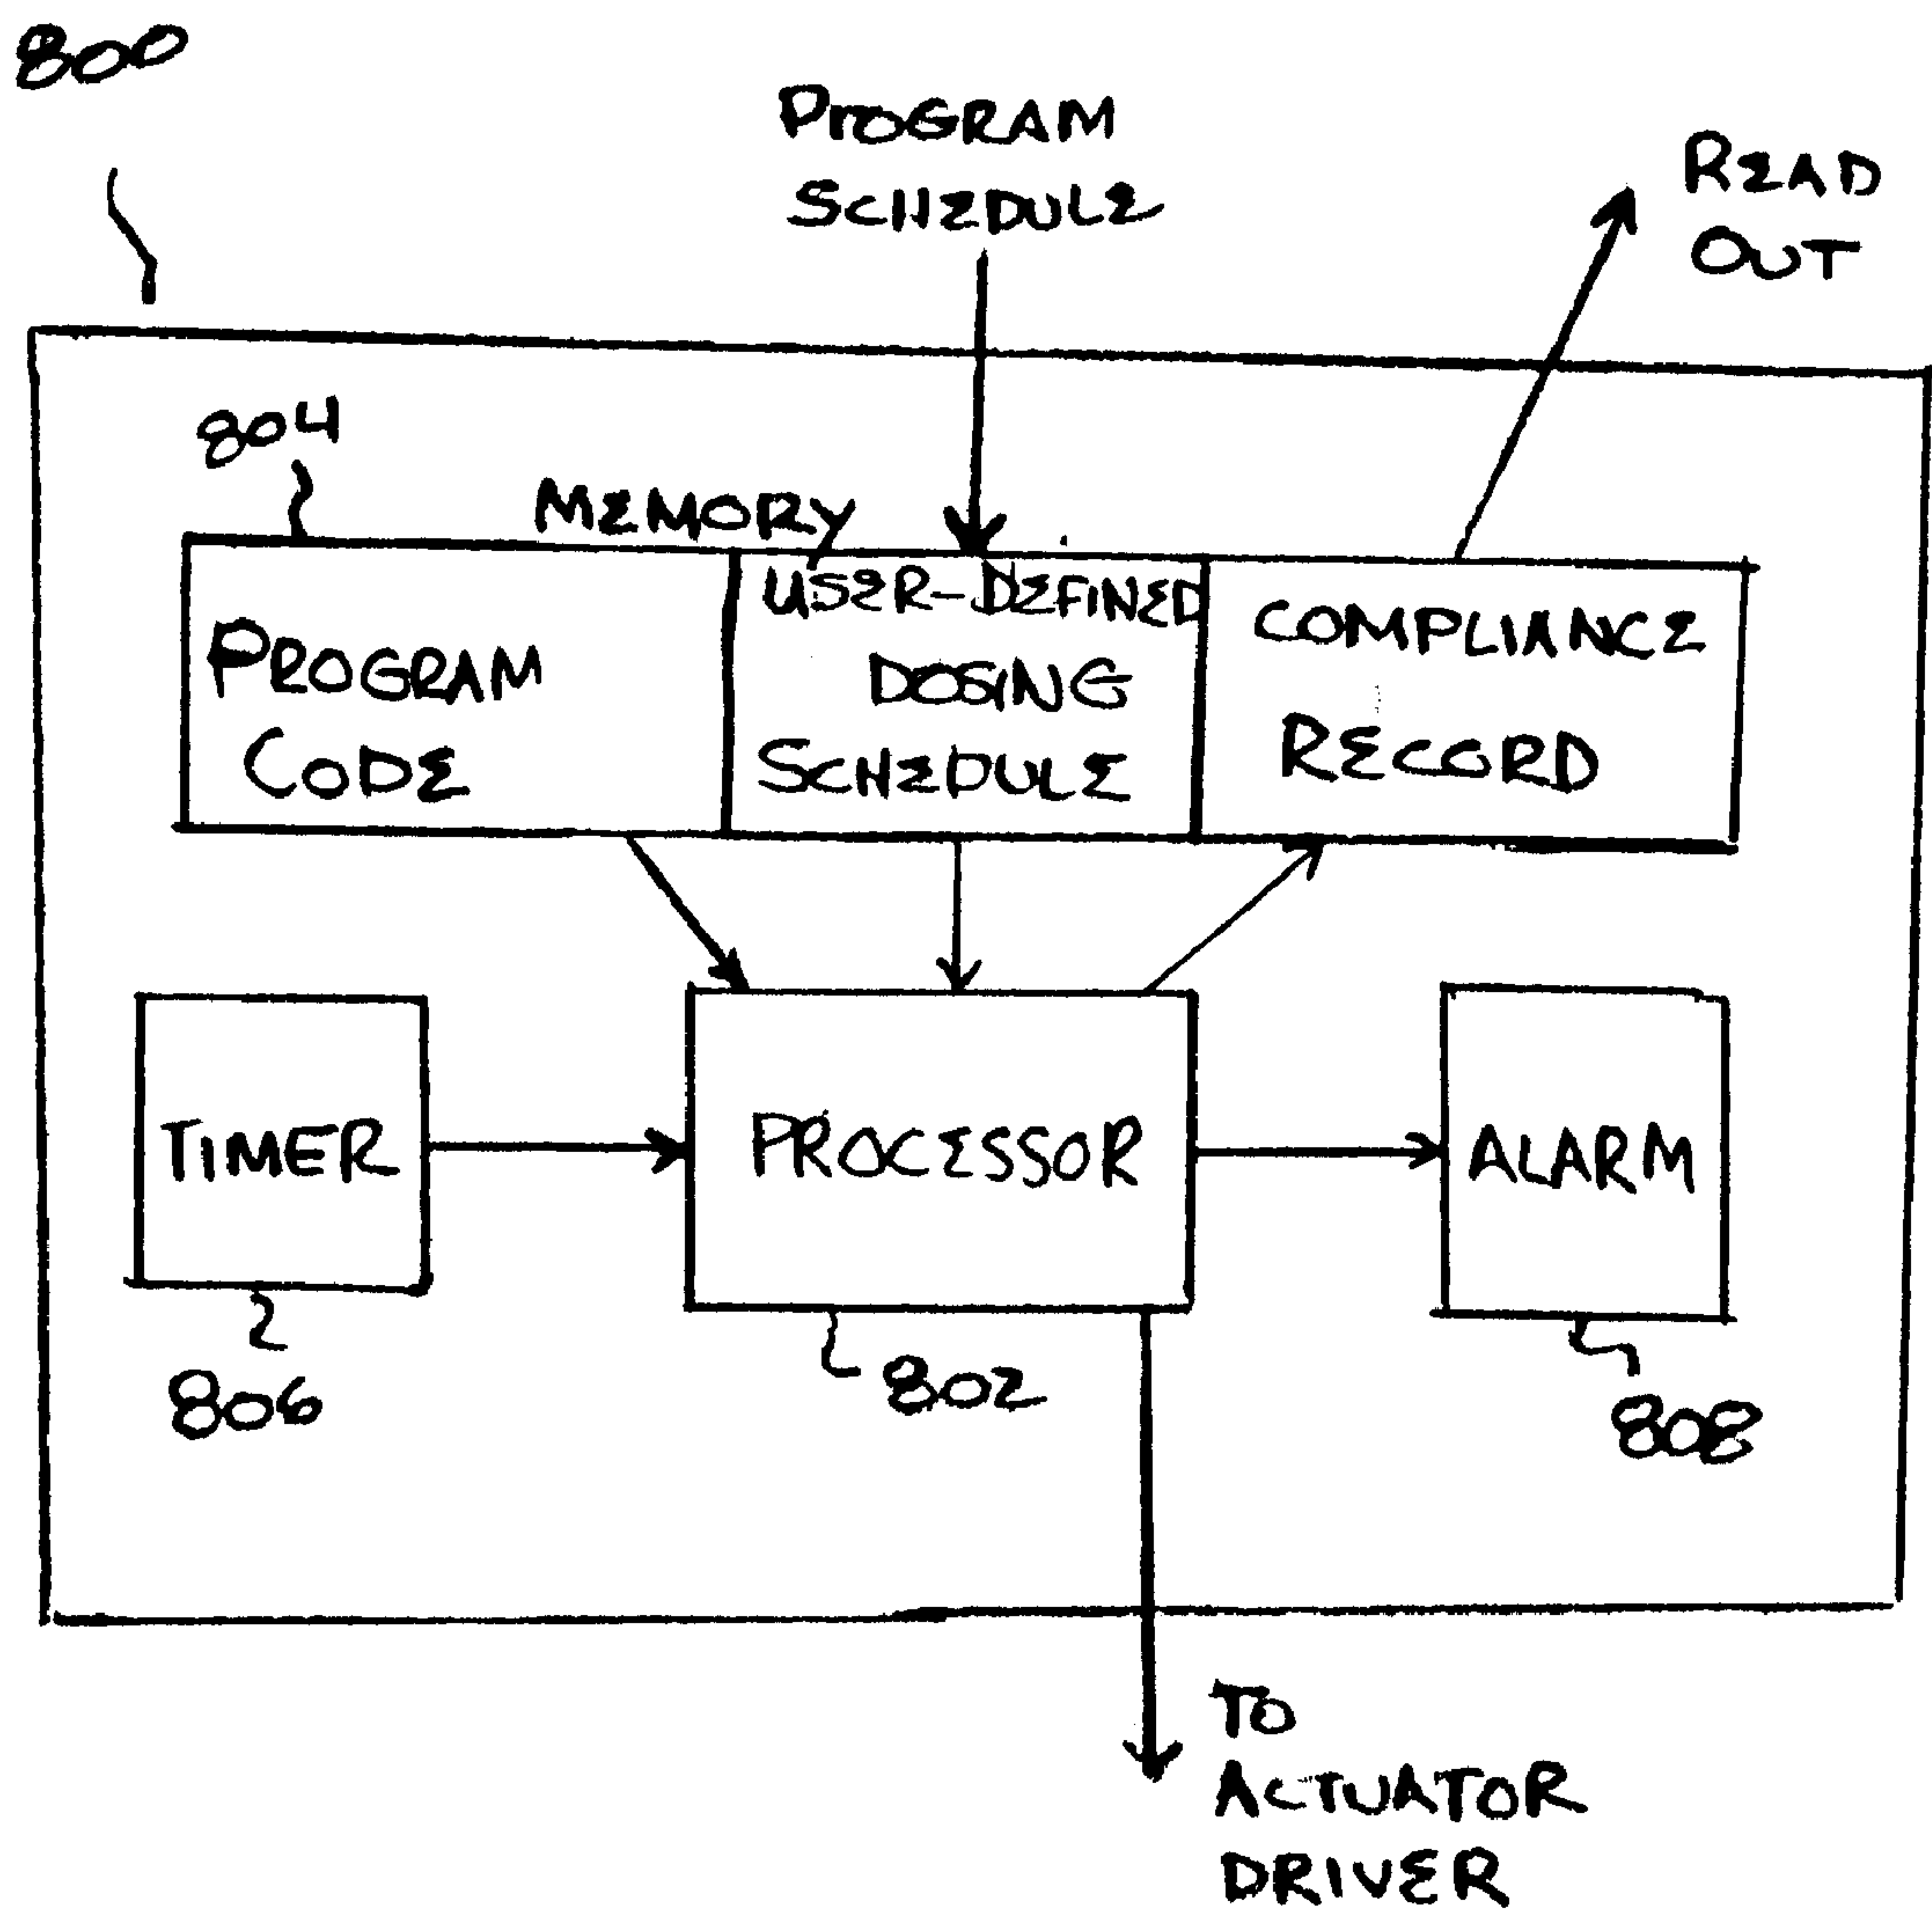 800
PROGRAM
SCHEDULE
READ
OUT
804
MEMORY
PROGRAM
CODE
USER-DEFINED
DOSING
SCHEDULE
COMPLIANCE
RECORD
TIMER
PROCESSOR
ALARM
806
802
808
TO
ACTUATOR
DRIVER